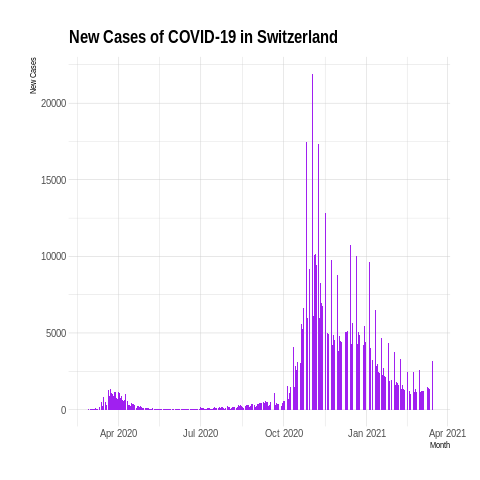 New Cases of COVID-19 in Switzerland
New Cases
20000
15000
10000
5000
0
Apr 2020 Jul 2020 Oct 2020 Jan 2021 Apr 2021
Month